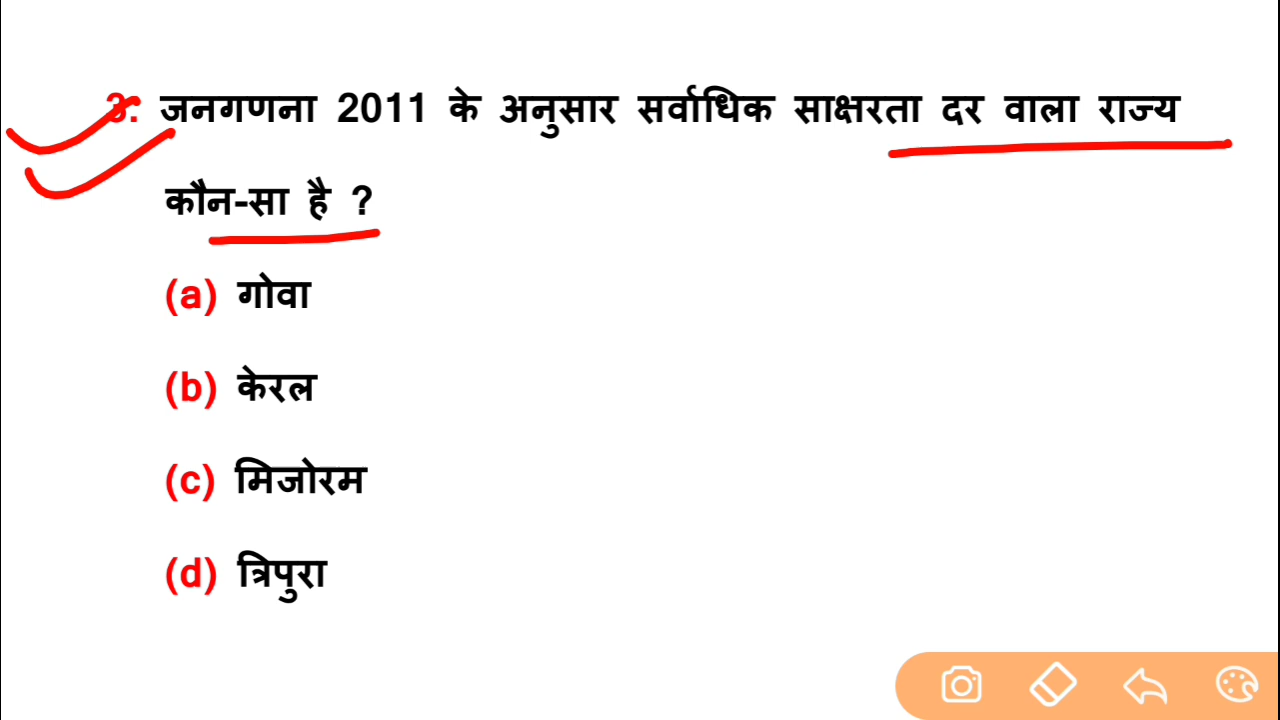 3. जनगणना 2011 के अनुसार सर्वाधिक साक्षरता दर वाला राज्य
कौन-सा है ?
(a) गोवा
(b) केरल
(c) मिजोरम
(d) त्रिपुरा